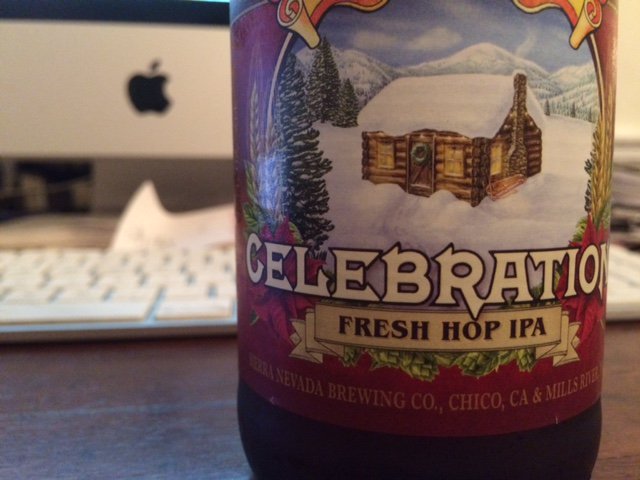 CELEBRATION
FRESH HOP IPA
SIERRA NEVADA BREWING CO., CHICO, CA & MILLS RIVER,